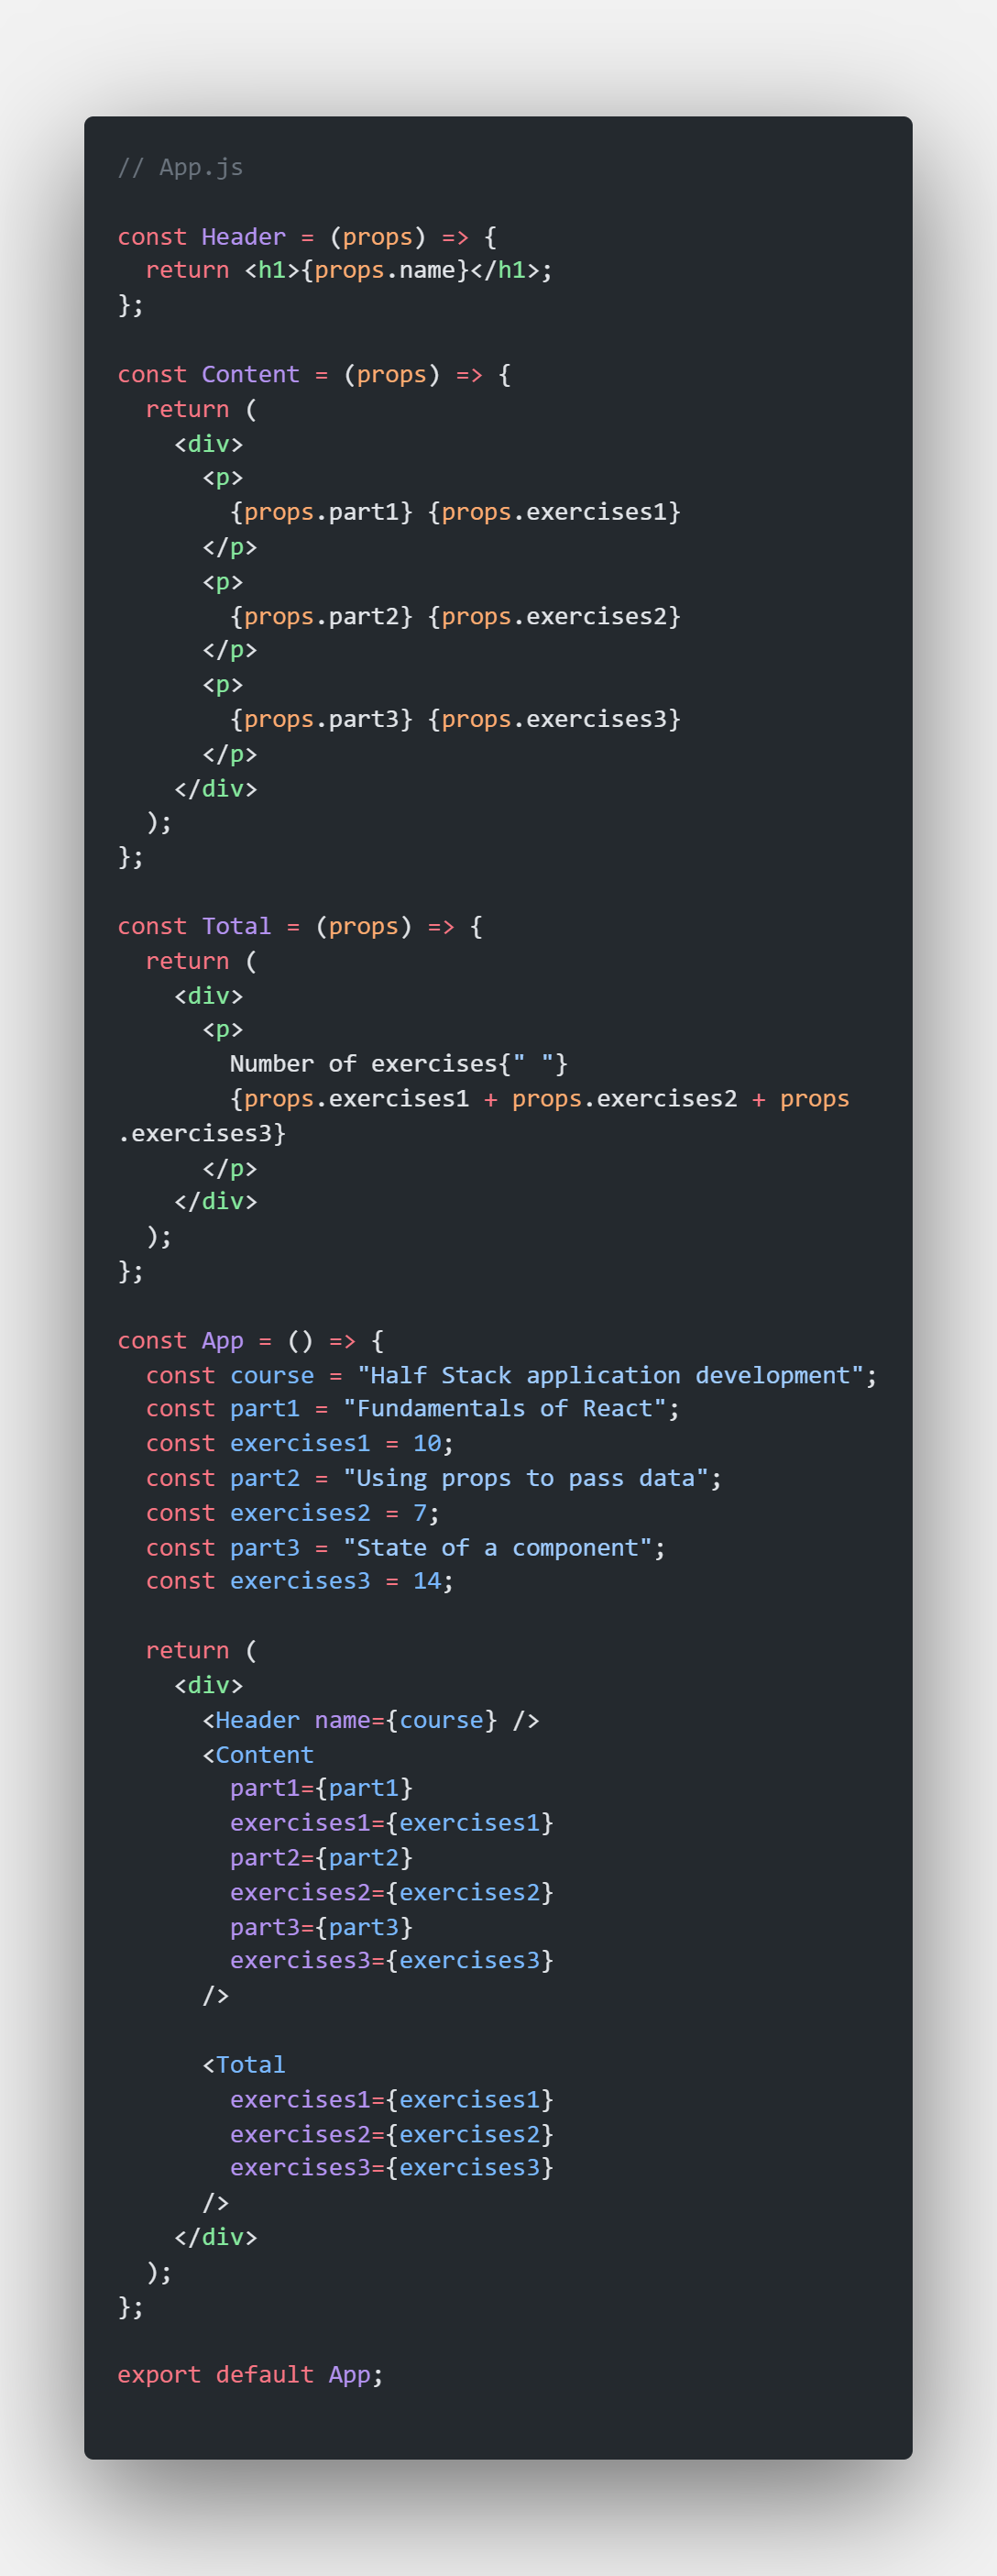 // App.js

const Header = (props) => {
  return <h1>{props.name}</h1>;
};

const Content = (props) => {
  return (
    <div>
      <p>
        {props.part1} {props.exercises1}
      </p>
      <p>
        {props.part2} {props.exercises2}
      </p>
      <p>
        {props.part3} {props.exercises3}
      </p>
    </div>
  );
};

const Total = (props) => {
  return (
    <div>
      <p>
        Number of exercises{" "}
        {props.exercises1 + props.exercises2 + props
.exercises3}
      </p>
    </div>
  );
};

const App = () => {
  const course = "Half Stack application development";
  const part1 = "Fundamentals of React";
  const exercises1 = 10;
  const part2 = "Using props to pass data";
  const exercises2 = 7;
  const part3 = "State of a component";
  const exercises3 = 14;

  return (
    <div>
      <Header name={course} />
      <Content
        part1={part1}
        exercises1={exercises1}
        part2={part2}
        exercises2={exercises2}
        part3={part3}
        exercises3={exercises3}
      />

      <Total
        exercises1={exercises1}
        exercises2={exercises2}
        exercises3={exercises3}
      />
    </div>
  );
};

export default App;